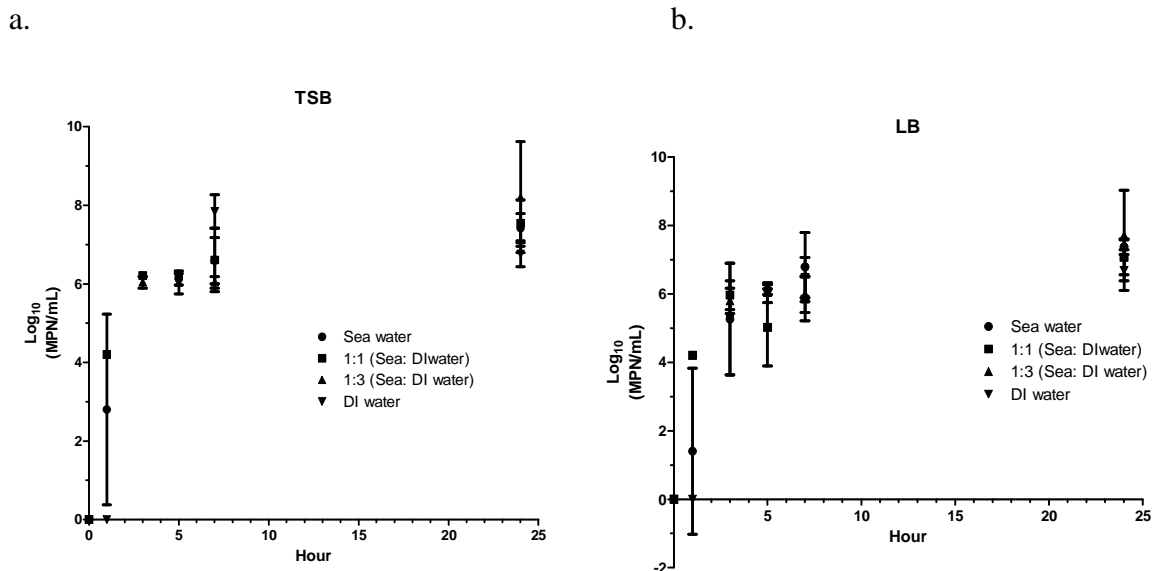 a.
b.
TSB
10
8
6
4
2
0
0
5
10
15
20
25
Hour
Log10
(MPN/mL)
Sea water
1:1 (Sea: DIwater)
1:3 (Sea: DI water)
DI water
LB
10
8
6
4
2
0
-2
5
10
15
20
25
Hour
Log10
(MPN/mL)
Sea water
1:1 (Sea: DIwater)
1:3 (Sea: DI water)
DI water